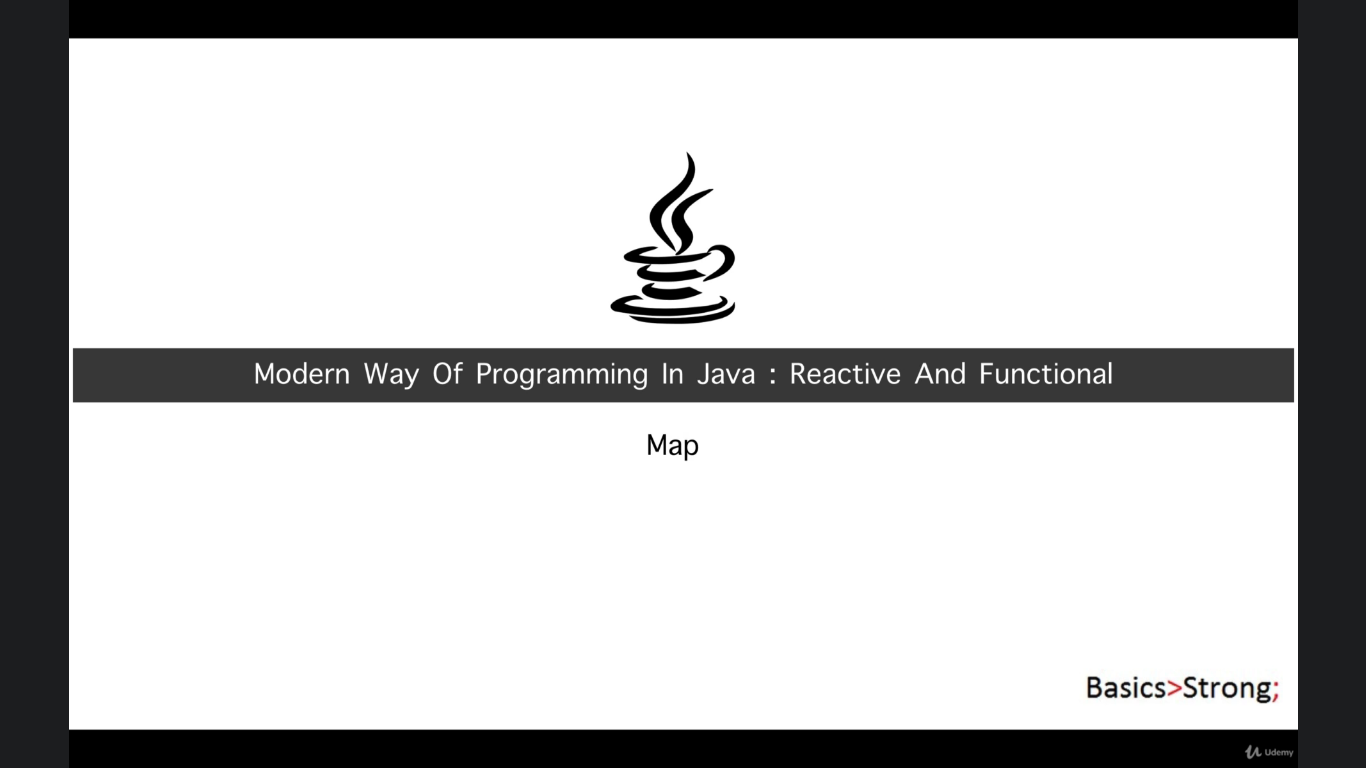 Modern Way Of Programming In Java : Reactive And Functional
Map
Basics>Strong;
Udemy